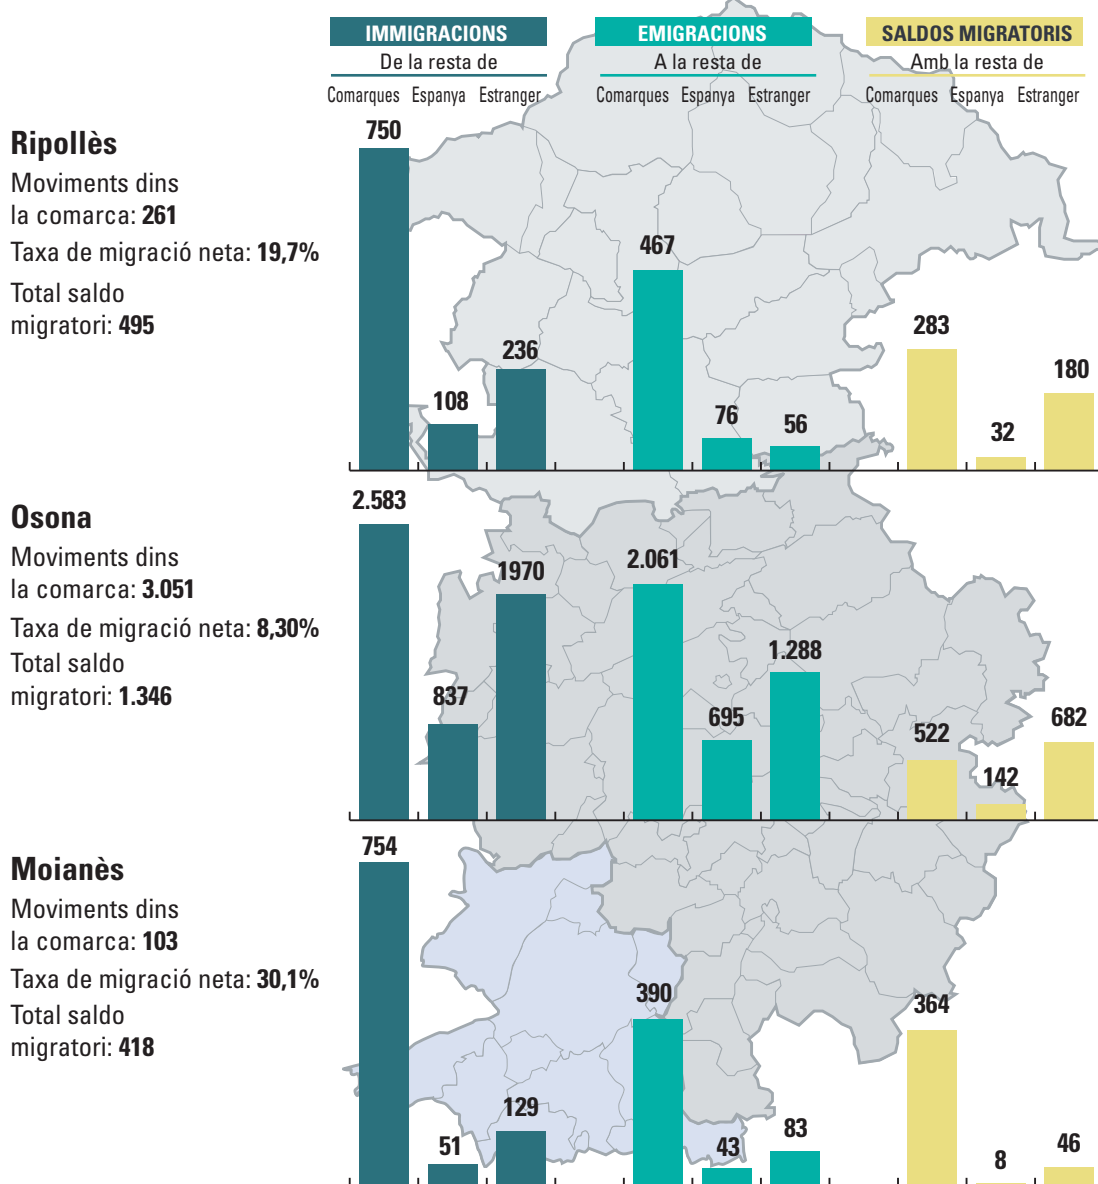 IMMIGRACIONS
De la resta de
Comarques Espanya Estranger
EMIGRACIONS
A la resta de
Comarques Espanya Estranger
SALDOS MIGRATORIS
Amb la resta de
Comarques Espanya Estranger
Ripollès
Moviments dins
la comarca: 261
Taxa de migració neta: 19,7%
Total saldo
migratori: 495
750
108
236
467
76
56
283
32
180
Osona
Moviments dins
la comarca: 3.051
Taxa de migració neta: 8,30%
Total saldo
migratori: 1.346
2.583
837
1970
2.061
695
1.288
522
142
682
Moianès
Moviments dins
la comarca: 103
Taxa de migració neta: 30,1%
Total saldo
migratori: 418
754
51
129
390
43
83
364
8
46